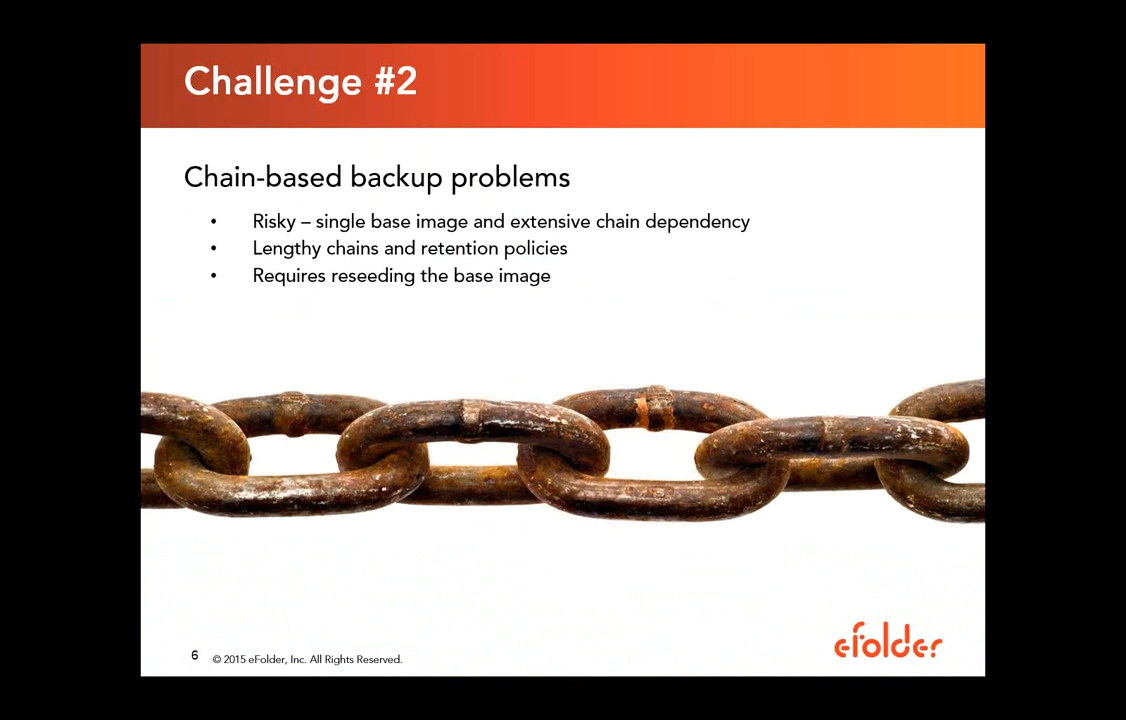 Challenge #2
Chain-based backup problems
• Risky – single base image and extensive chain dependency
• Lengthy chains and retention policies
• Requires reseeding the base image
efolder
6 © 2015 eFolder, Inc. All Rights Reserved.